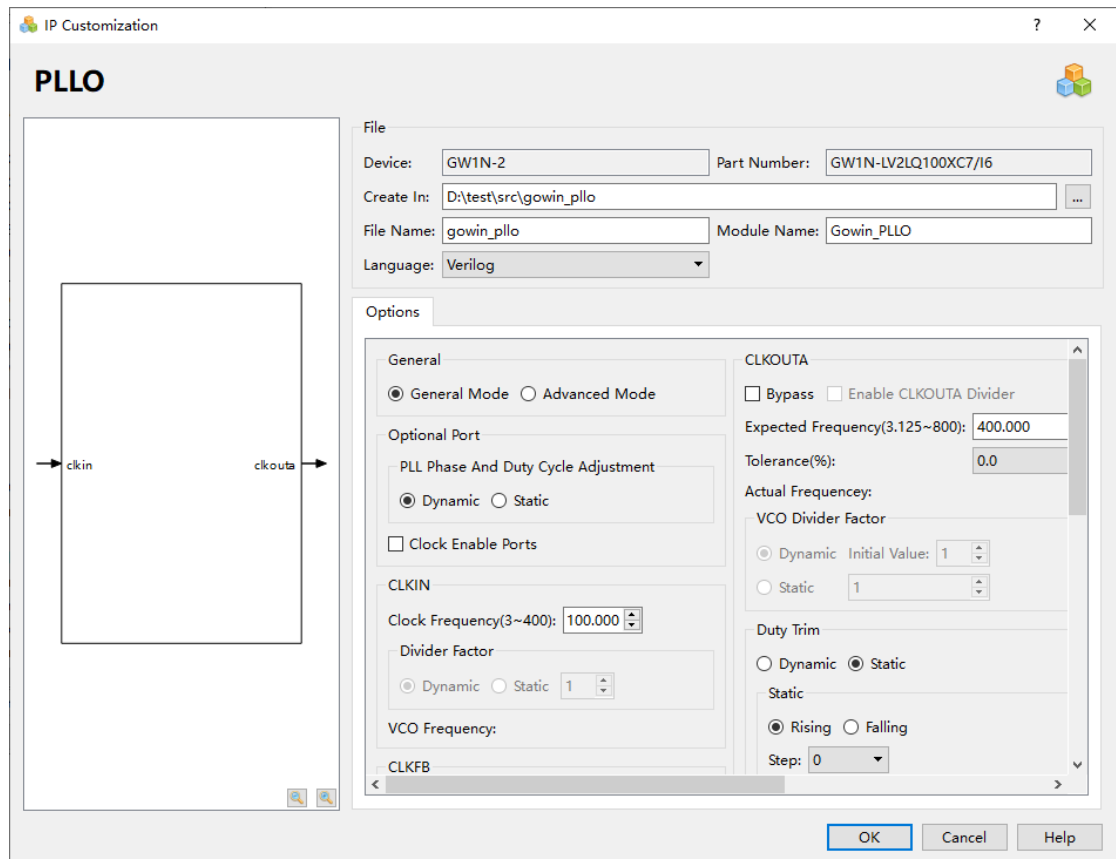 IP Customization
?
PLLO
clkin
clkouta
File
Device: GW1N-2 Part Number: GW1N-LV2LQ100XC7/I6
Create In: D:\test\src\gowin_pllo ...
File Name: gowin_pllo Module Name: Gowin_PLLO
Language: Verilog
Options
General
General Mode Advanced Mode
Optional Port
PLL Phase And Duty Cycle Adjustment
Dynamic Static
Clock Enable Ports
CLKIN
Clock Frequency(3~400): 100.000
Divider Factor
Dynamic Static 1
VCO Frequency:
CLKFB
CLKOUTA
Bypass Enable CLKOUTA Divider
Expected Frequency(3.125~800): 400.000
Tolerance(%): 0.0
Actual Frequencey:
VCO Divider Factor
Dynamic Initial Value: 1
Static 1
Duty Trim
Dynamic Static
Static
Rising Falling
Step: 0
OK Cancel Help